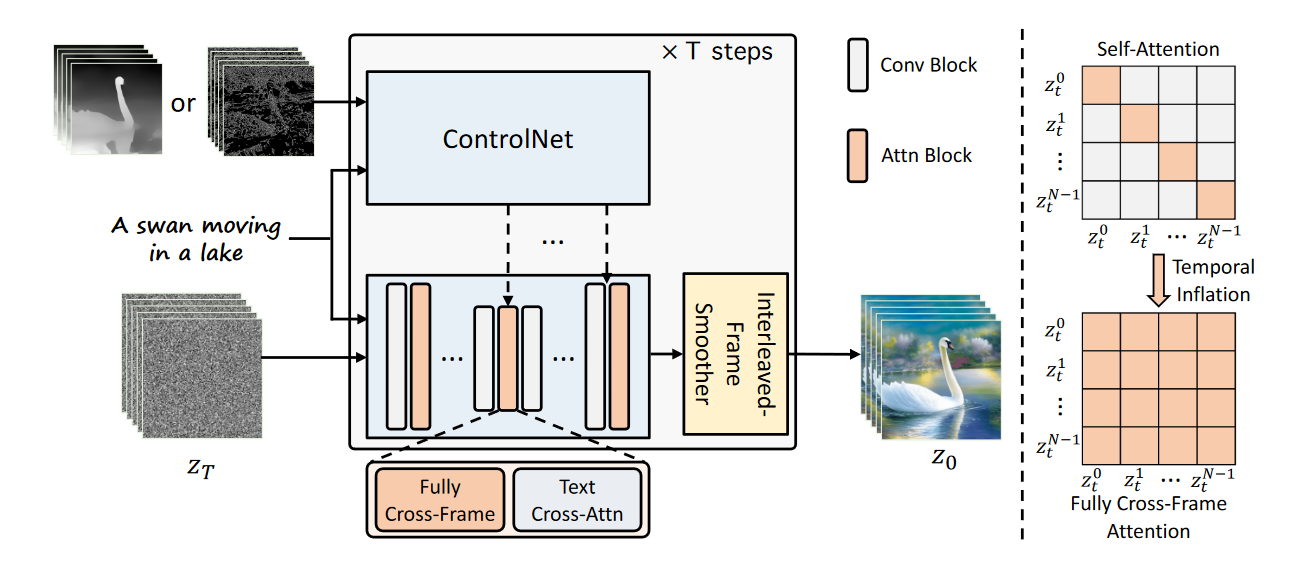 × T steps
or
ControlNet
A swan moving
in a lake
...
... ...
z_T
Interleaved-
Frame
Smoother
Fully
Cross-Frame
Text
Cross-Attn
z_0
Conv Block
Attn Block
Self-Attention
z_t^0
z_t^1
⋮
z_t^{N-1}
z_t^0 z_t^1 ⋯ z_t^{N-1}
Temporal
Inflation
z_t^0
z_t^1
⋮
z_t^{N-1}
z_t^0 z_t^1 ⋯ z_t^{N-1}
Fully Cross-Frame
Attention